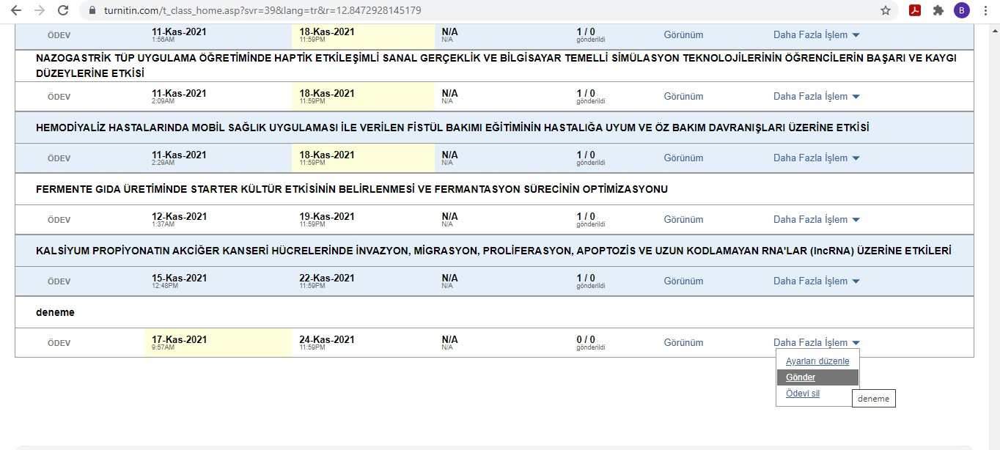 turnitin.com/t_class_home.asp?svr=39&lang=tr&r=12.8472928145179
B
ÖDEV 11-Kas-2021 18-Kas-2021 N/A 1 / 0 Görünüm Daha Fazla İşlem
1:56AM 11:59PM N/A gönderildi
NAZOGASTRİK TÜP UYGULAMA ÖĞRETİMİNDE HAPTİK ETKİLEŞİMLİ SANAL GERÇEKLİK VE BİLGİSAYAR TEMELLİ SİMÜLASYON TEKNOLOJİLERİNİN ÖĞRENCİLERİN BAŞARI VE KAYGI
DÜZEYLERİNE ETKİSİ
ÖDEV 11-Kas-2021 18-Kas-2021 N/A 1 / 0 Görünüm Daha Fazla İşlem
2:09AM 11:59PM N/A gönderildi
HEMODİYALİZ HASTALARINDA MOBİL SAĞLIK UYGULAMASI İLE VERİLEN FİSTÜL BAKIMI EĞİTİMİNİN HASTALIĞA UYUM VE ÖZ BAKIM DAVRANIŞLARI ÜZERİNE ETKİSİ
ÖDEV 11-Kas-2021 18-Kas-2021 N/A 1 / 0 Görünüm Daha Fazla İşlem
2:29AM 11:59PM N/A gönderildi
FERMENTE GIDA ÜRETİMİNDE STARTER KÜLTÜR ETKİSİNİN BELİRLENMESİ VE FERMANTASYON SÜRECİNİN OPTİMİZASYONU
ÖDEV 12-Kas-2021 19-Kas-2021 N/A 1 / 0 Görünüm Daha Fazla İşlem
1:37AM 11:59PM N/A gönderildi
KALSİYUM PROPİYONATIN AKCİĞER KANSERİ HÜCRELERİNDE İNVAZYON, MİGRASYON, PROLİFERASYON, APOPTOZİS VE UZUN KODLAMAYAN RNA'LAR (lncRNA) ÜZERİNE ETKİLERİ
ÖDEV 15-Kas-2021 22-Kas-2021 N/A 1 / 0 Görünüm Daha Fazla İşlem
12:48PM 11:59PM N/A gönderildi
deneme
ÖDEV 17-Kas-2021 24-Kas-2021 N/A 0 / 0 Görünüm Daha Fazla İşlem
9:57AM 11:59PM N/A gönderildi
Ayarları düzenle
Gönder
Ödevi sil
deneme